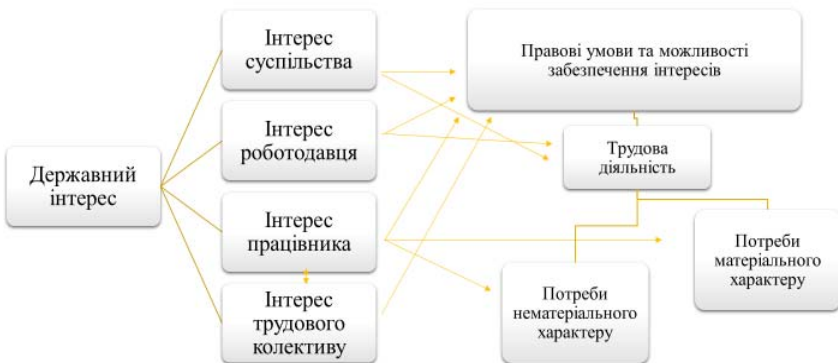 Державний
інтерес
Інтерес
суспільства
Інтерес
роботодавця
Інтерес
працівника
Інтерес
трудового
колективу
Правові умови та можливості
забезпечення інтересів
Трудова
діяльність
Потреби
нематеріального
характеру
Потреби
матеріального
характеру